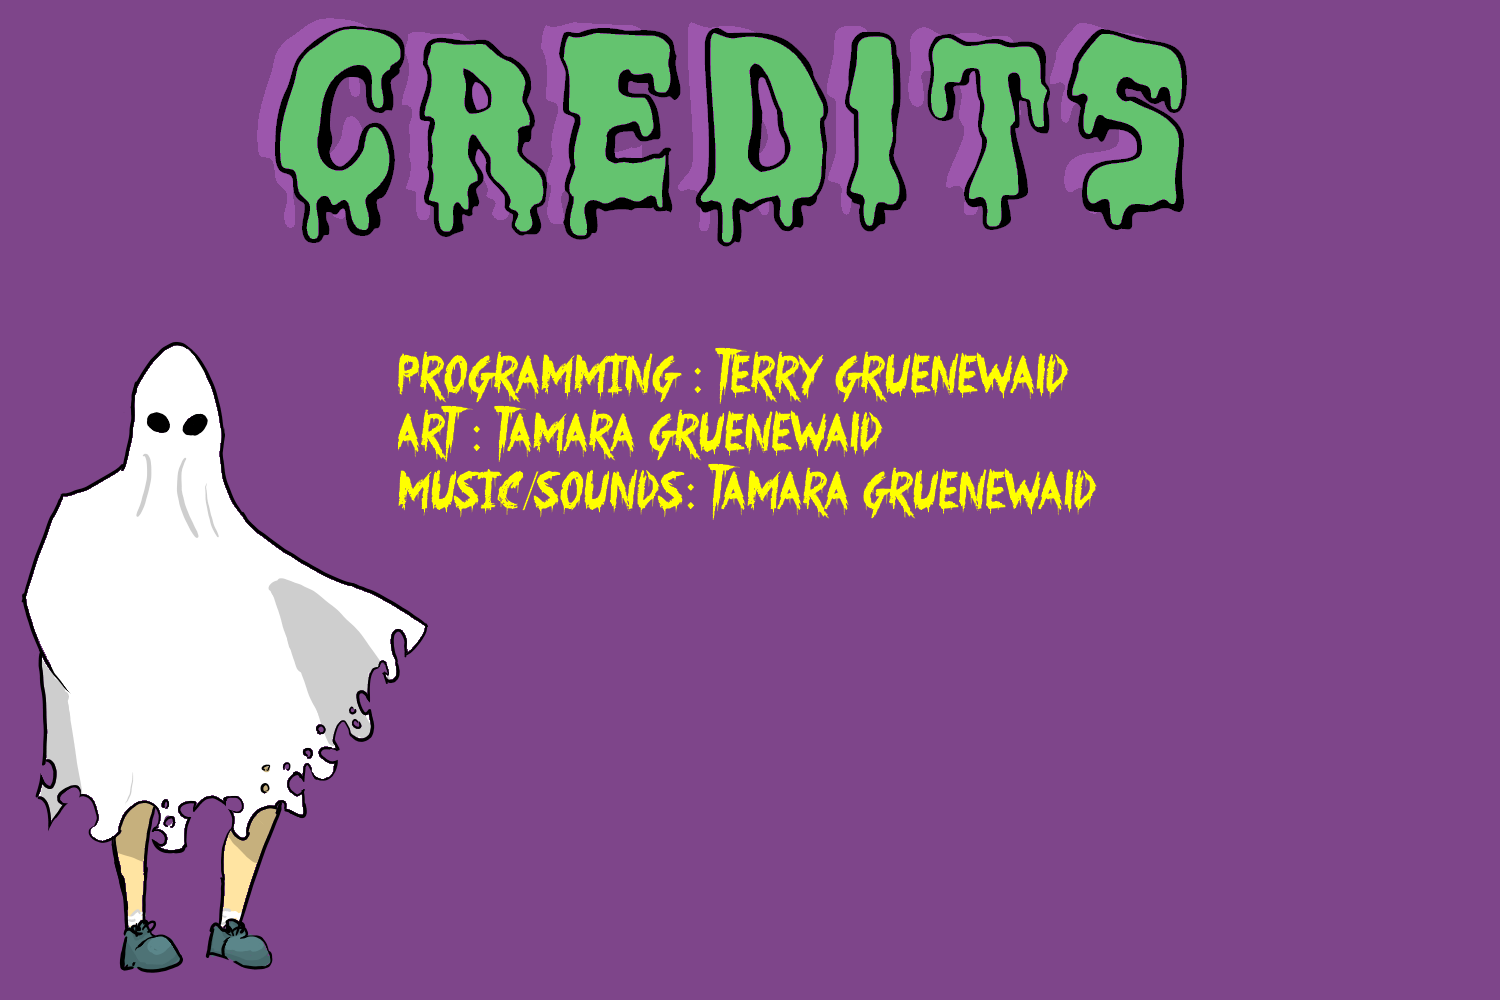 CREDITS
PROGRAMMING : TERRY GRUENEWAID
ART : TAMARA GRUENEWAID
MUSIC/SOUNDS: TAMARA GRUENEWAID